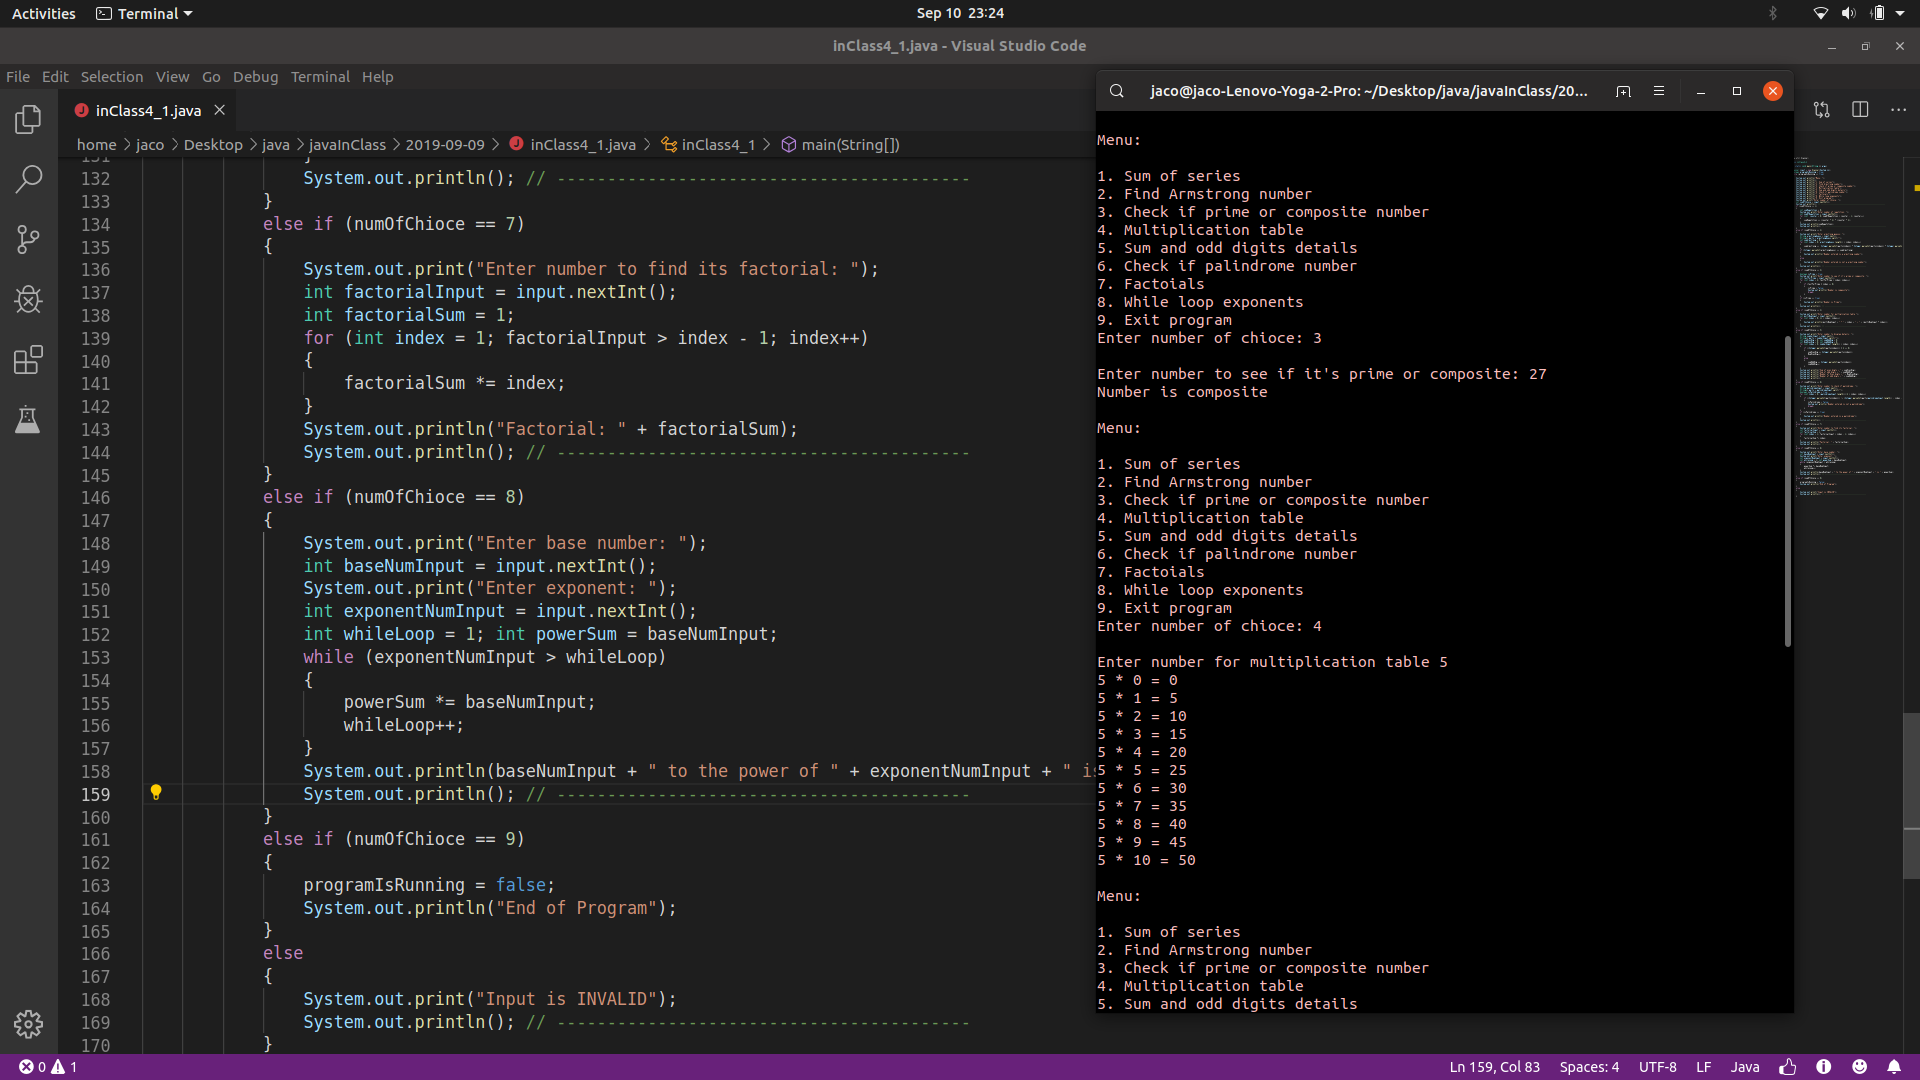 Activities Terminal Sep 10 23:24
inClass4_1.java - Visual Studio Code
File Edit Selection View Go Debug Terminal Help
inClass4_1.java
home > jaco > Desktop > java > javaInClass > 2019-09-09 > inClass4_1.java > inClass4_1 > main(String[])
131 }
132 System.out.println(); // -----------------------------------------
133 }
134 else if (numOfChioce == 7)
135 {
136 System.out.print("Enter number to find its factorial: ");
137 int factorialInput = input.nextInt();
138 int factorialSum = 1;
139 for (int index = 1; factorialInput > index - 1; index++)
140 {
141 factorialSum *= index;
142 }
143 System.out.println("Factorial: " + factorialSum);
144 System.out.println(); // -----------------------------------------
145 }
146 else if (numOfChioce == 8)
147 {
148 System.out.print("Enter base number: ");
149 int baseNumInput = input.nextInt();
150 System.out.print("Enter exponent: ");
151 int exponentNumInput = input.nextInt();
152 int whileLoop = 1; int powerSum = baseNumInput;
153 while (exponentNumInput > whileLoop)
154 {
155 powerSum *= baseNumInput;
156 whileLoop++;
157 }
158 System.out.println(baseNumInput + " to the power of " + exponentNumInput + " is
159 System.out.println(); // -----------------------------------------
160 }
161 else if (numOfChioce == 9)
162 {
163 programIsRunning = false;
164 System.out.println("End of Program");
165 }
166 else
167 {
168 System.out.print("Input is INVALID");
169 System.out.println(); // -----------------------------------------
170 }
jaco@jaco-Lenovo-Yoga-2-Pro: ~/Desktop/java/javaInClass/20...
Menu:
1. Sum of series
2. Find Armstrong number
3. Check if prime or composite number
4. Multiplication table
5. Sum and odd digits details
6. Check if palindrome number
7. Factoials
8. While loop exponents
9. Exit program
Enter number of chioce: 3
Enter number to see if it's prime or composite: 27
Number is composite
Menu:
1. Sum of series
2. Find Armstrong number
3. Check if prime or composite number
4. Multiplication table
5. Sum and odd digits details
6. Check if palindrome number
7. Factoials
8. While loop exponents
9. Exit program
Enter number of chioce: 4
Enter number for multiplication table 5
5 * 0 = 0
5 * 1 = 5
5 * 2 = 10
5 * 3 = 15
5 * 4 = 20
5 * 5 = 25
5 * 6 = 30
5 * 7 = 35
5 * 8 = 40
5 * 9 = 45
5 * 10 = 50
Menu:
1. Sum of series
2. Find Armstrong number
3. Check if prime or composite number
4. Multiplication table
5. Sum and odd digits details
0 1 Ln 159, Col 83 Spaces: 4 UTF-8 LF Java